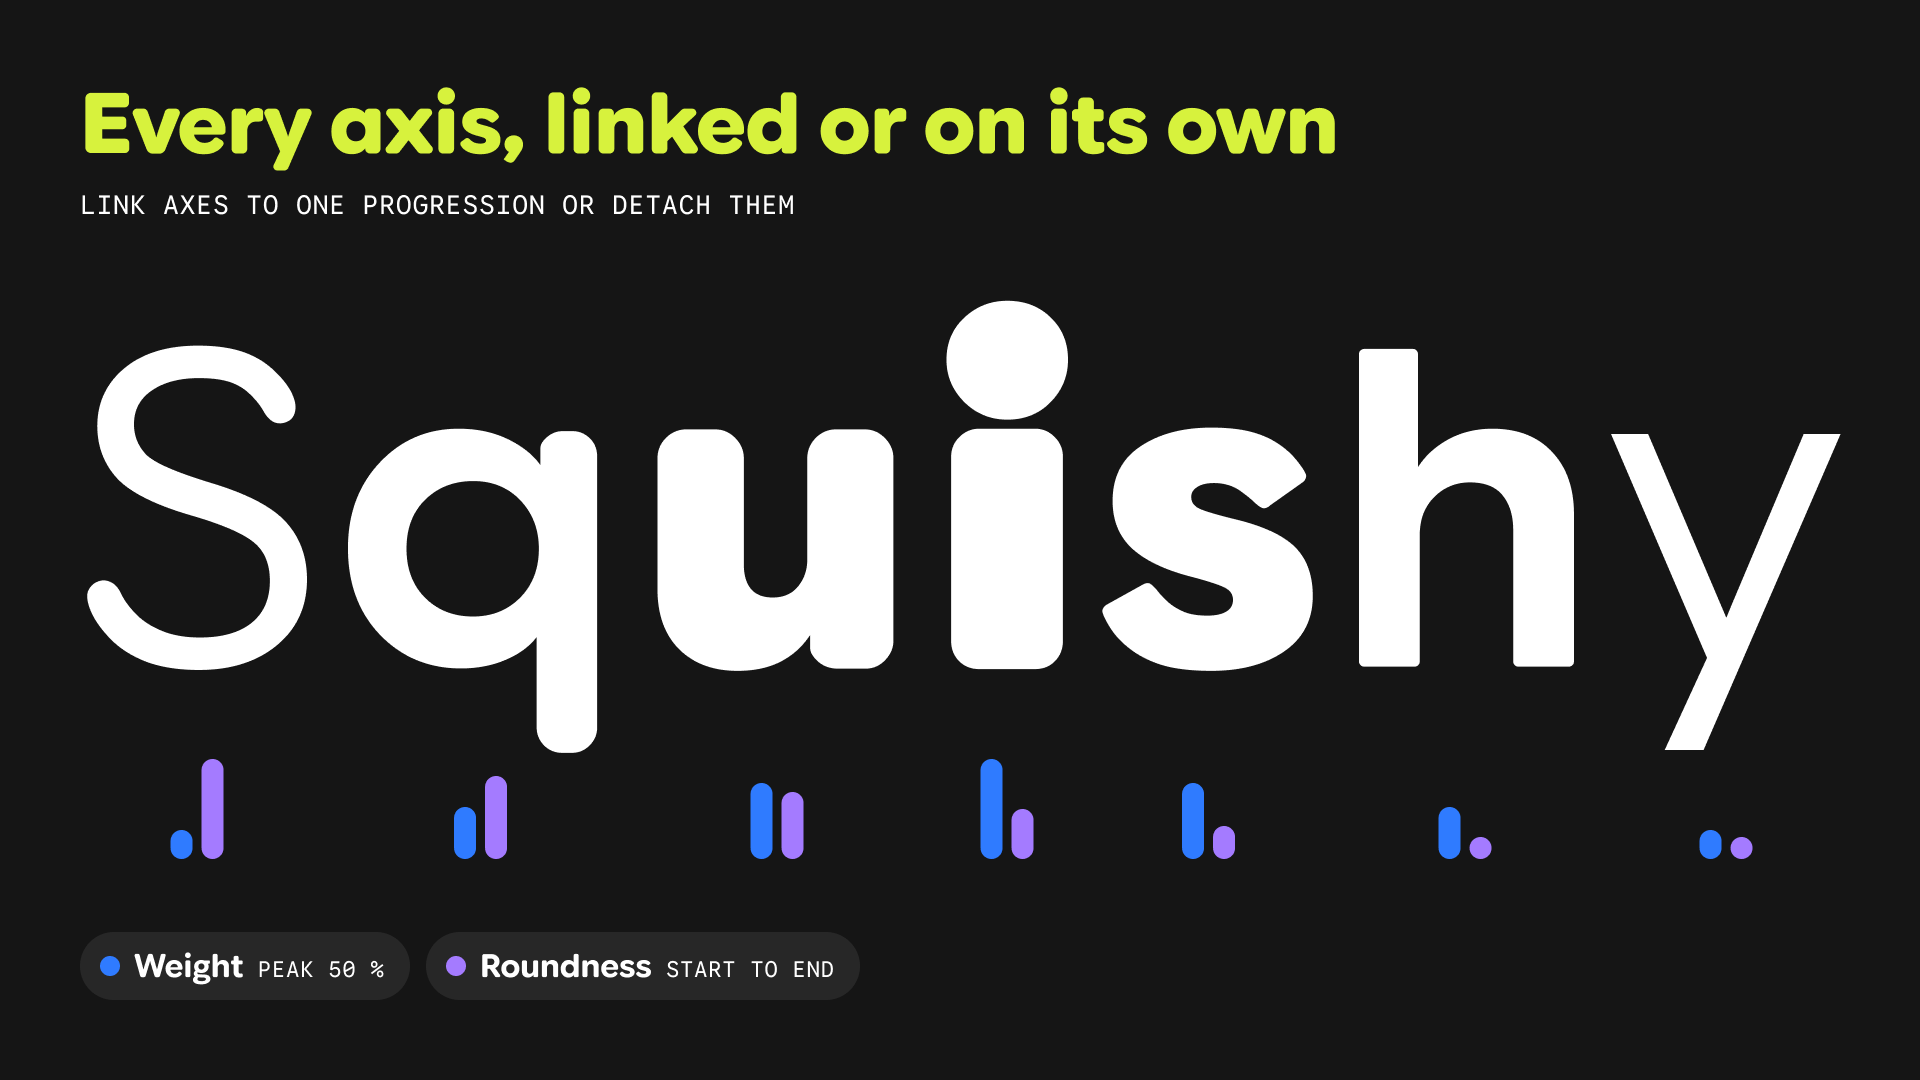 Every axis, linked or on its own
LINK AXES TO ONE PROGRESSION OR DETACH THEM
Squishy
Weight PEAK 50 %
Roundness START TO END